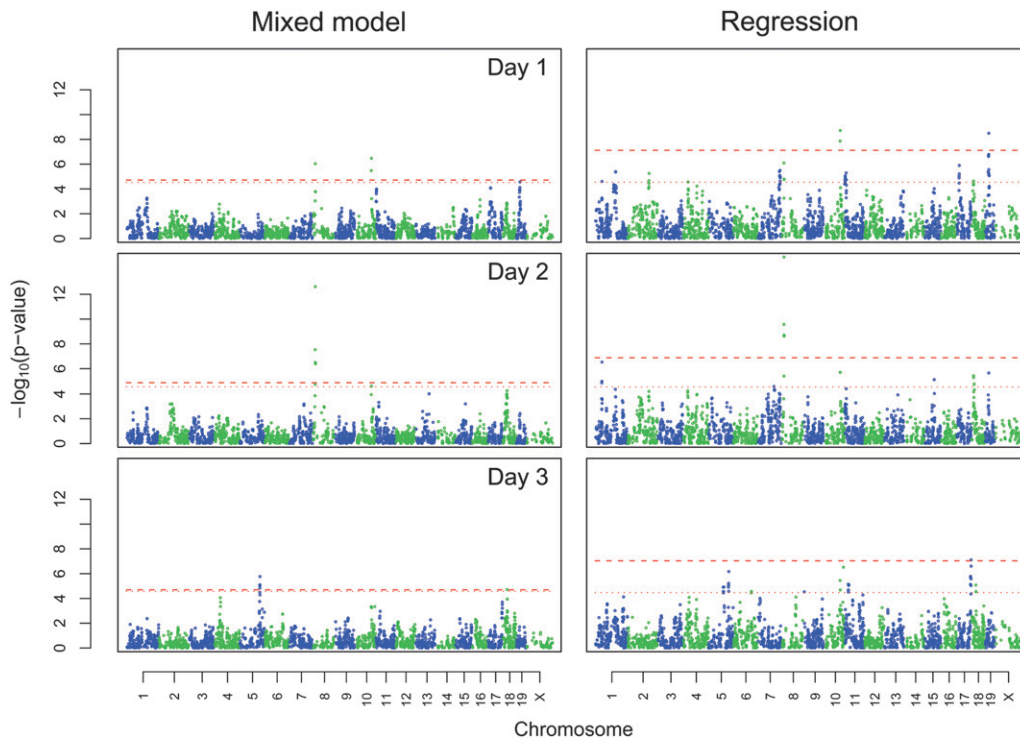 Mixed model Regression
Day 1
0 2 4 6 8 12
Day 2
0 2 4 6 8 12
Day 3
0 2 4 6 8 12
−log10(p−value)
1 2 3 4 5 6 7 8 9 10 11 12 13 14 15 16 17 18 19 X
1 2 3 4 5 6 7 8 9 10 11 12 13 14 15 16 17 18 19 X
Chromosome